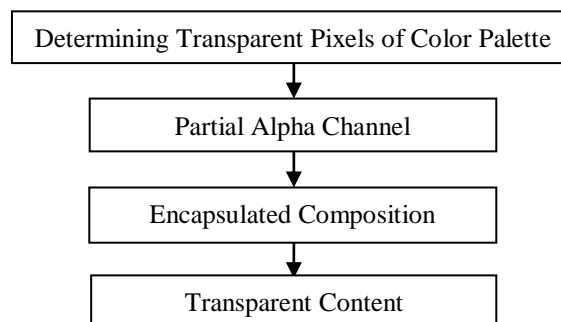 Determining Transparent Pixels of Color Palette
Partial Alpha Channel
Encapsulated Composition
Transparent Content